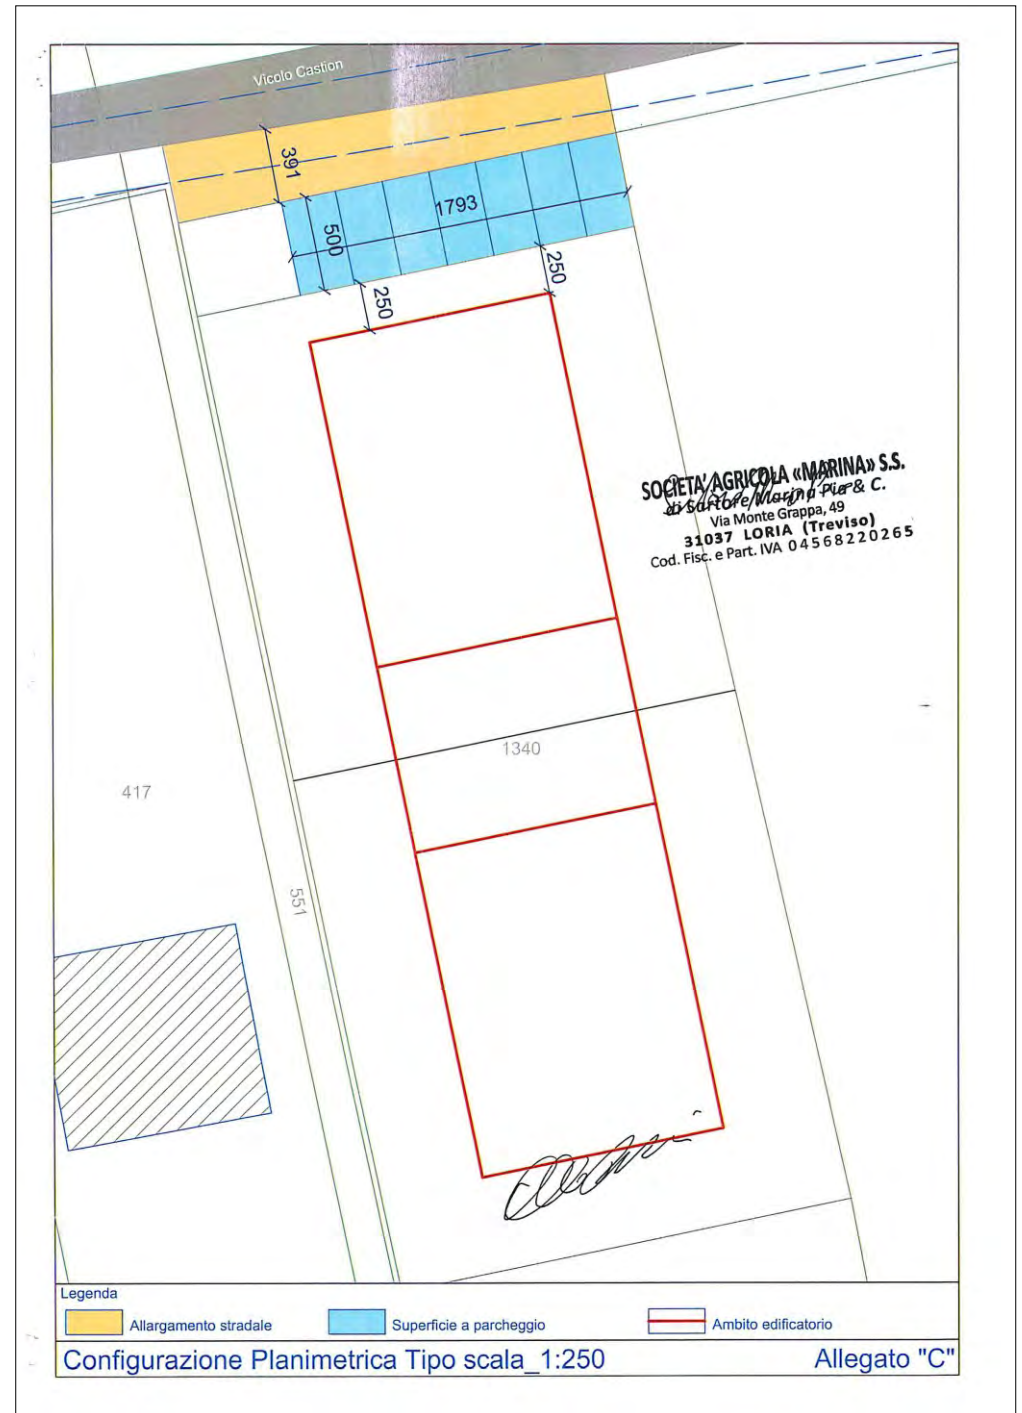 Vicolo Castion
391
1793
500
250
250
SOCIETA' AGRICOLA «MARINA» S.S.
di Sartore Marina Pia & C.
Via Monte Grappa, 49
31037 LORIA (Treviso)
Cod. Fisc. e Part. IVA 04568220265
1340
417
551
Legenda
Allargamento stradale
Superficie a parcheggio
Ambito edificatorio
Configurazione Planimetrica Tipo scala_1:250
Allegato "C"